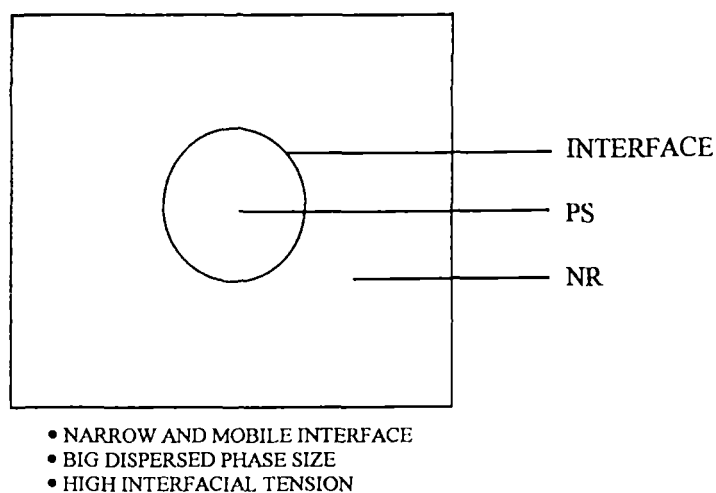 INTERFACE
PS
NR
• NARROW AND MOBILE INTERFACE
• BIG DISPERSED PHASE SIZE
• HIGH INTERFACIAL TENSION